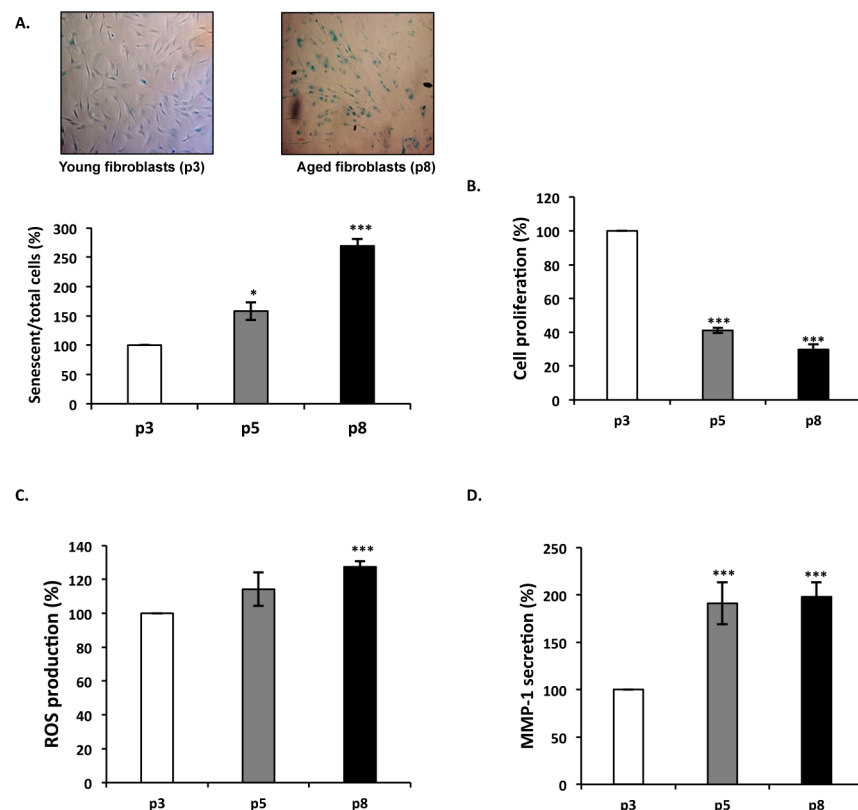 A.
Young fibroblasts (p3)
Aged fibroblasts (p8)
Senescent/total cells (%)
300
250
200
150
100
50
0
*
***
p3 p5 p8
B.
Cell proliferation (%)
120
100
80
60
40
20
0
***
***
p3 p5 p8
C.
ROS production (%)
140
120
100
80
60
40
20
0
***
p3 p5 p8
D.
MMP-1 secretion (%)
250
200
150
100
50
0
***
***
p3 p5 p8